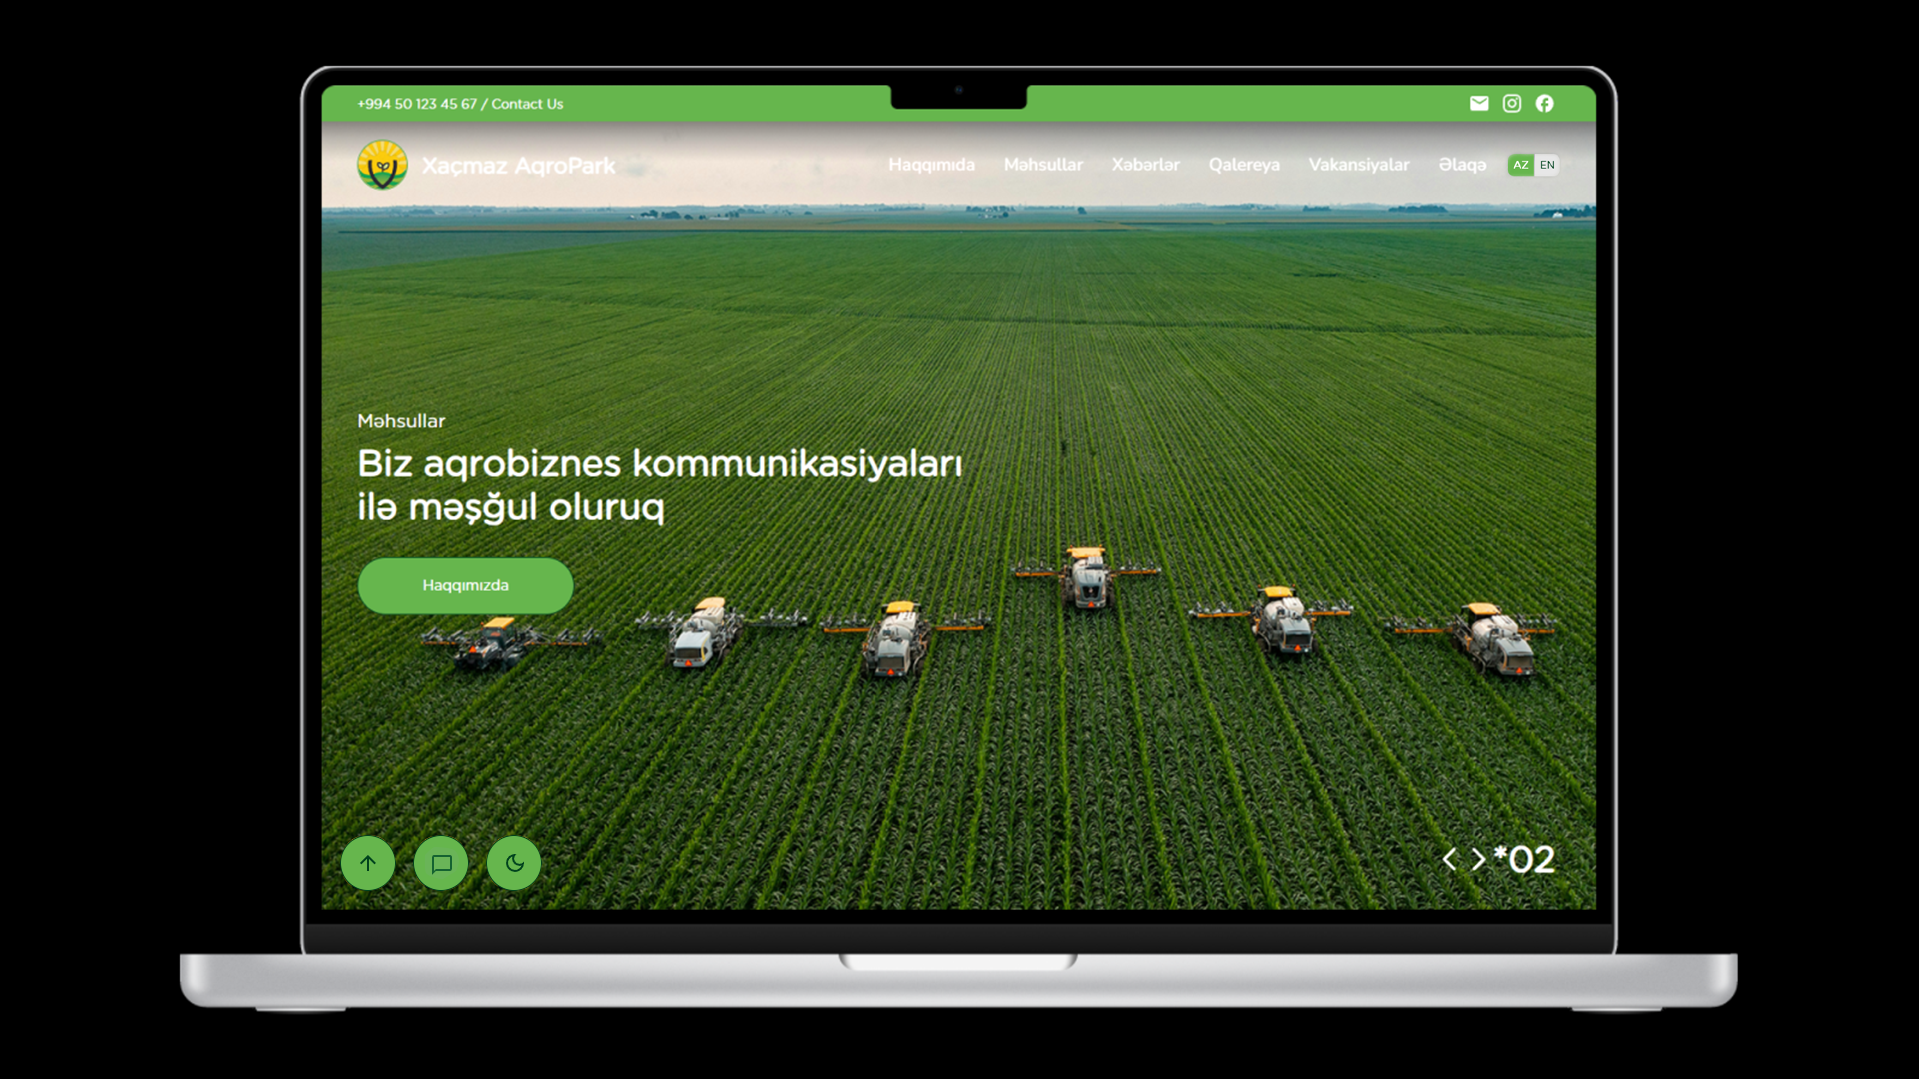 +994 50 123 45 67 / Contact Us
Xaçmaz AqroPark
Haqqımıda
Məhsullar
Xəbərlər
Qalereya
Vakansiyalar
Əlaqə
AZ
EN
Məhsullar
Biz aqrobiznes kommunikasiyaları
ilə məşğul oluruq
Haqqımızda
< > *02